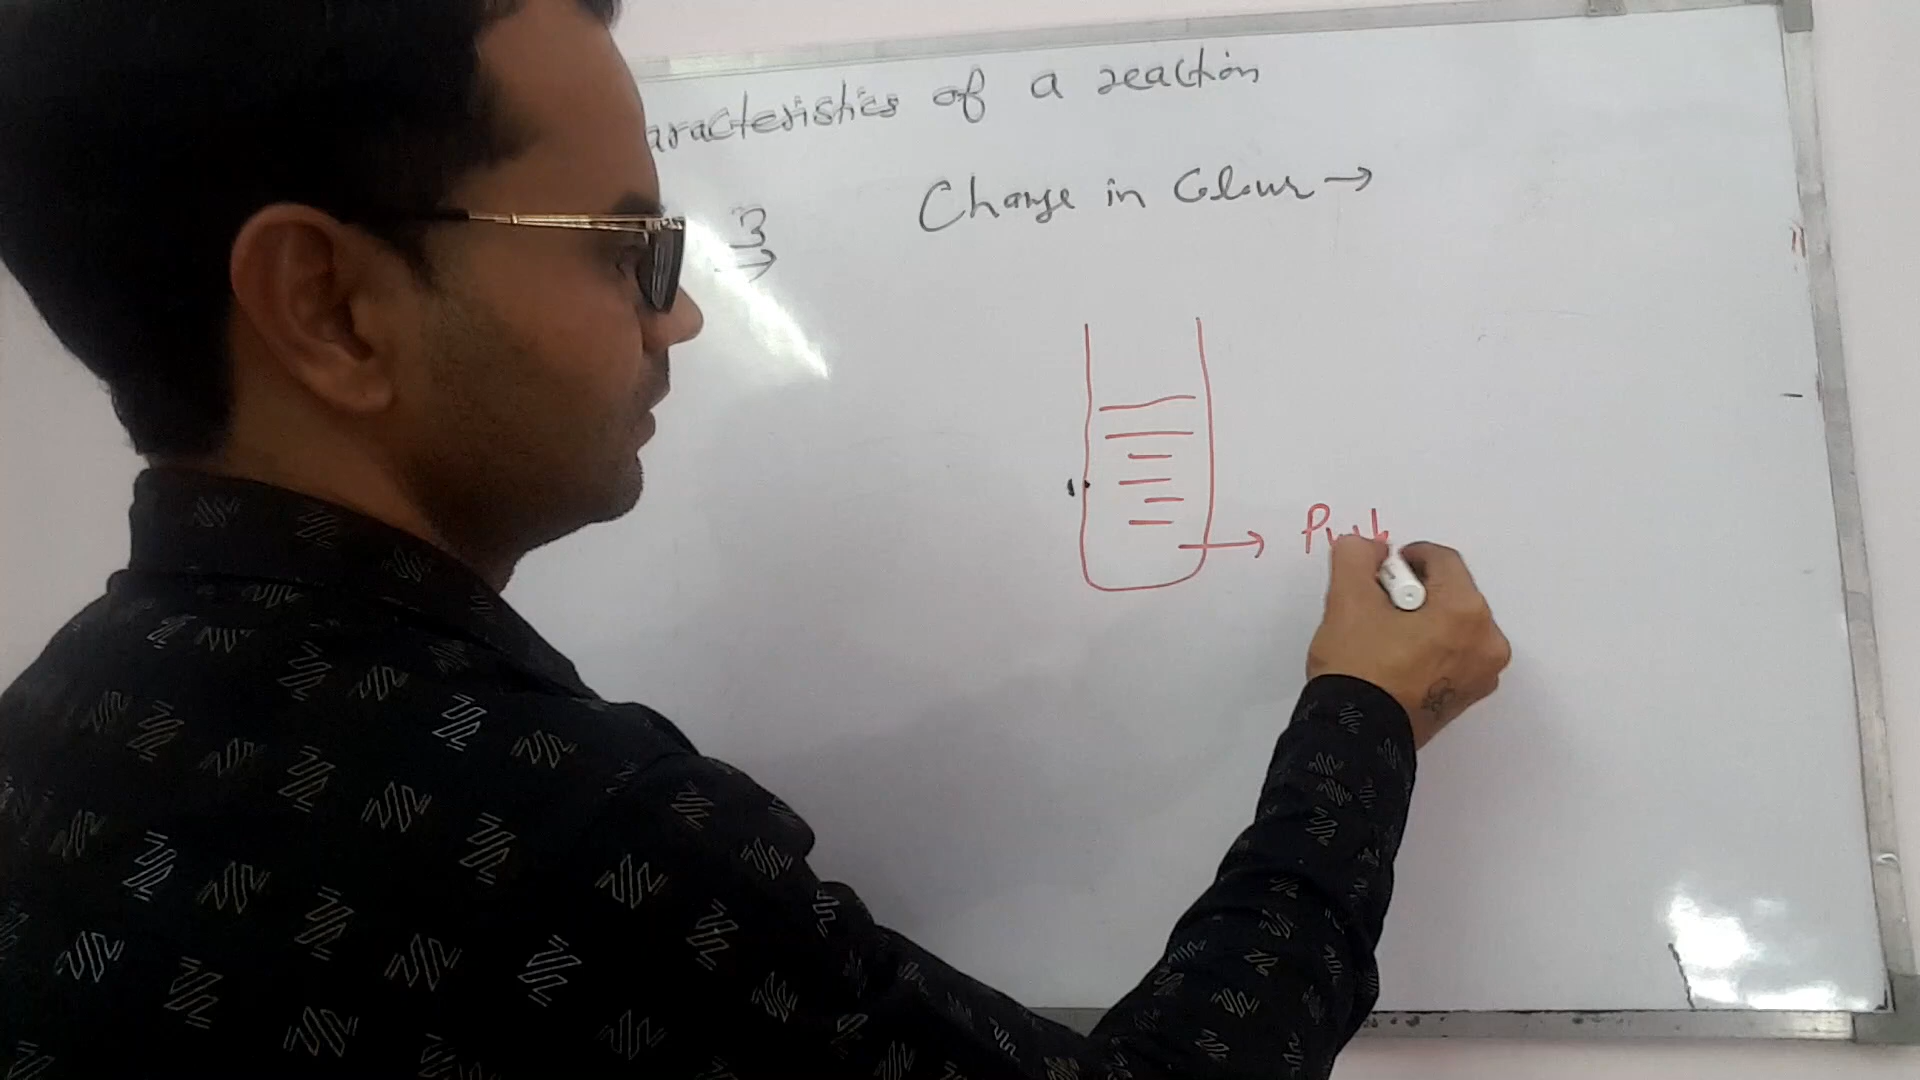 aracteristics of a reaction
3 Change in Colour →
→
→